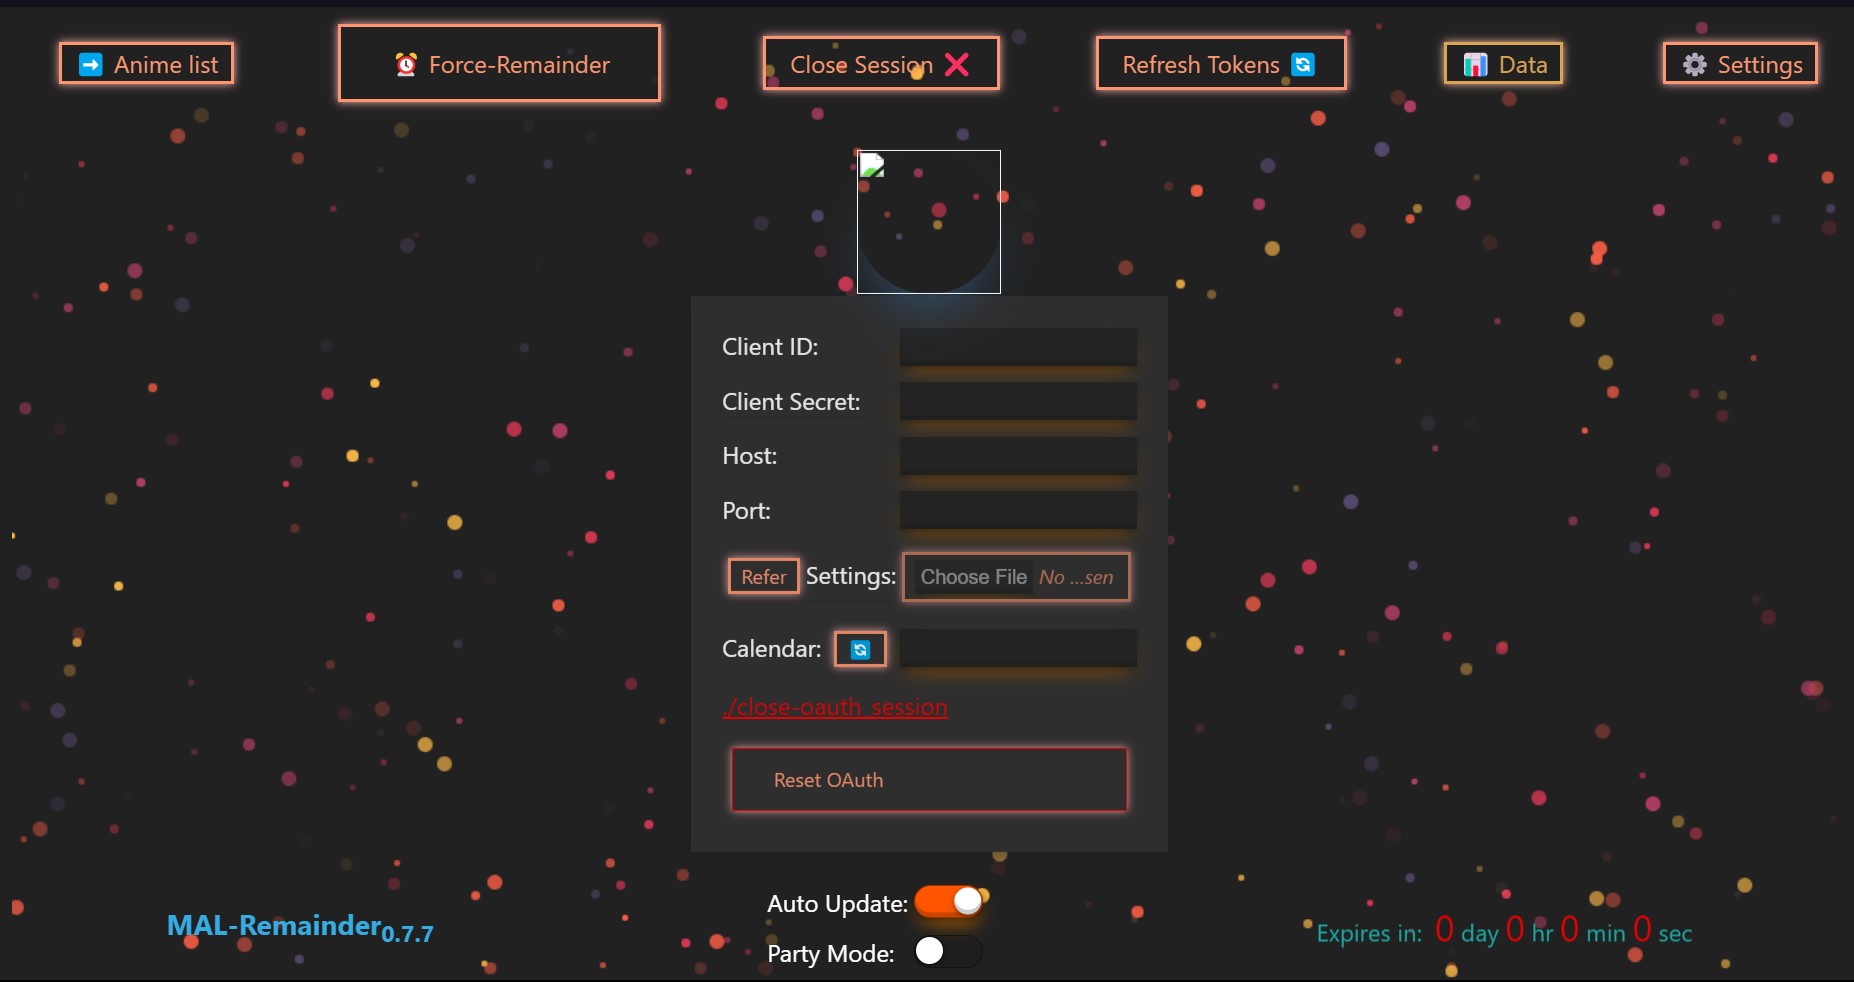 Anime list
Force-Remainder
Close Session
Refresh Tokens
Data
Settings
Client ID:
Client Secret:
Host:
Port:
Refer Settings: Choose File No ...sen
Calendar:
./close-oauth_session
Reset OAuth
Auto Update:
Party Mode:
MAL-Remainder0.7.7
Expires in: 0 day 0 hr 0 min 0 sec